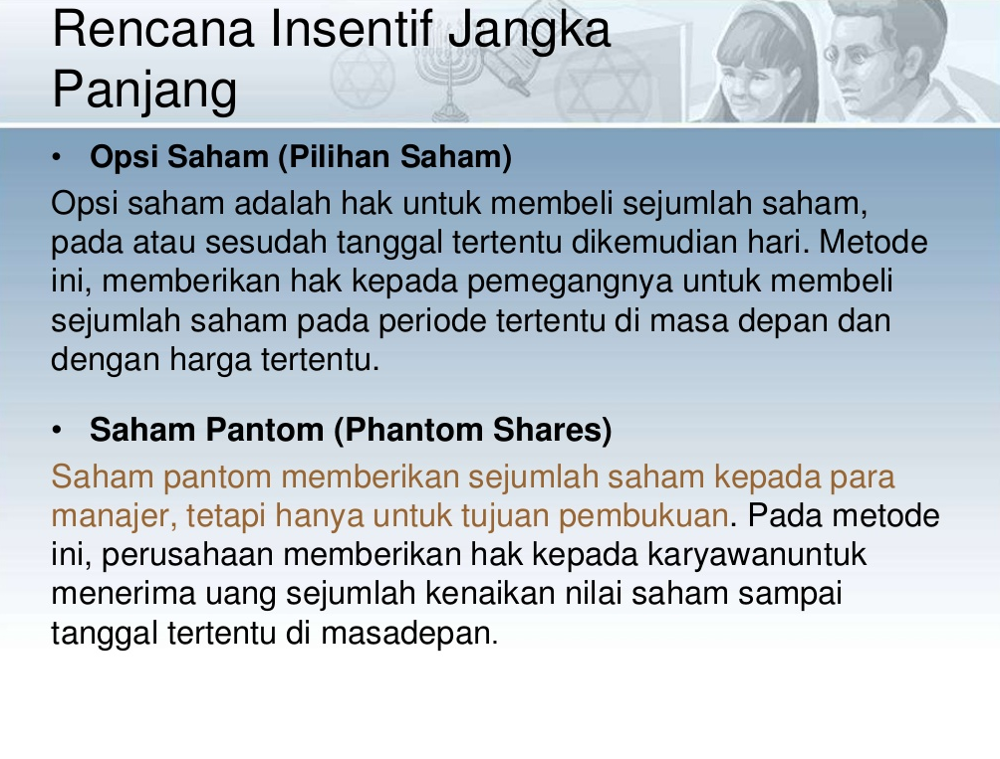 Rencana Insentif Jangka
Panjang
• Opsi Saham (Pilihan Saham)
Opsi saham adalah hak untuk membeli sejumlah saham,
pada atau sesudah tanggal tertentu dikemudian hari. Metode
ini, memberikan hak kepada pemegangnya untuk membeli
sejumlah saham pada periode tertentu di masa depan dan
dengan harga tertentu.
• Saham Pantom (Phantom Shares)
Saham pantom memberikan sejumlah saham kepada para
manajer, tetapi hanya untuk tujuan pembukuan. Pada metode
ini, perusahaan memberikan hak kepada karyawanuntuk
menerima uang sejumlah kenaikan nilai saham sampai
tanggal tertentu di masadepan.